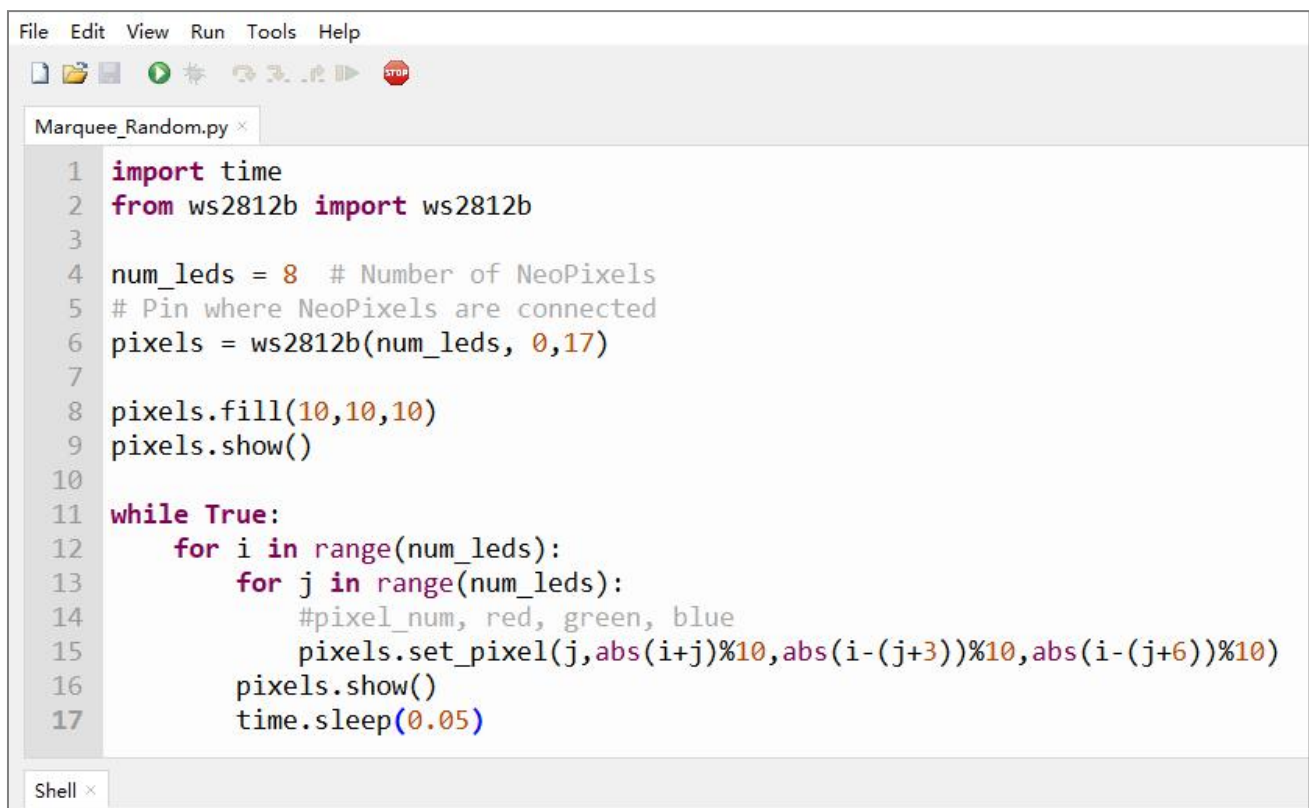 File Edit View Run Tools Help
STOP
Marquee_Random.py ×
1 import time
2 from ws2812b import ws2812b
3
4 num_leds = 8  # Number of NeoPixels
5 # Pin where NeoPixels are connected
6 pixels = ws2812b(num_leds, 0,17)
7
8 pixels.fill(10,10,10)
9 pixels.show()
10
11 while True:
12     for i in range(num_leds):
13         for j in range(num_leds):
14             #pixel_num, red, green, blue
15             pixels.set_pixel(j,abs(i+j)%10,abs(i-(j+3))%10,abs(i-(j+6))%10)
16         pixels.show()
17         time.sleep(0.05)
Shell ×